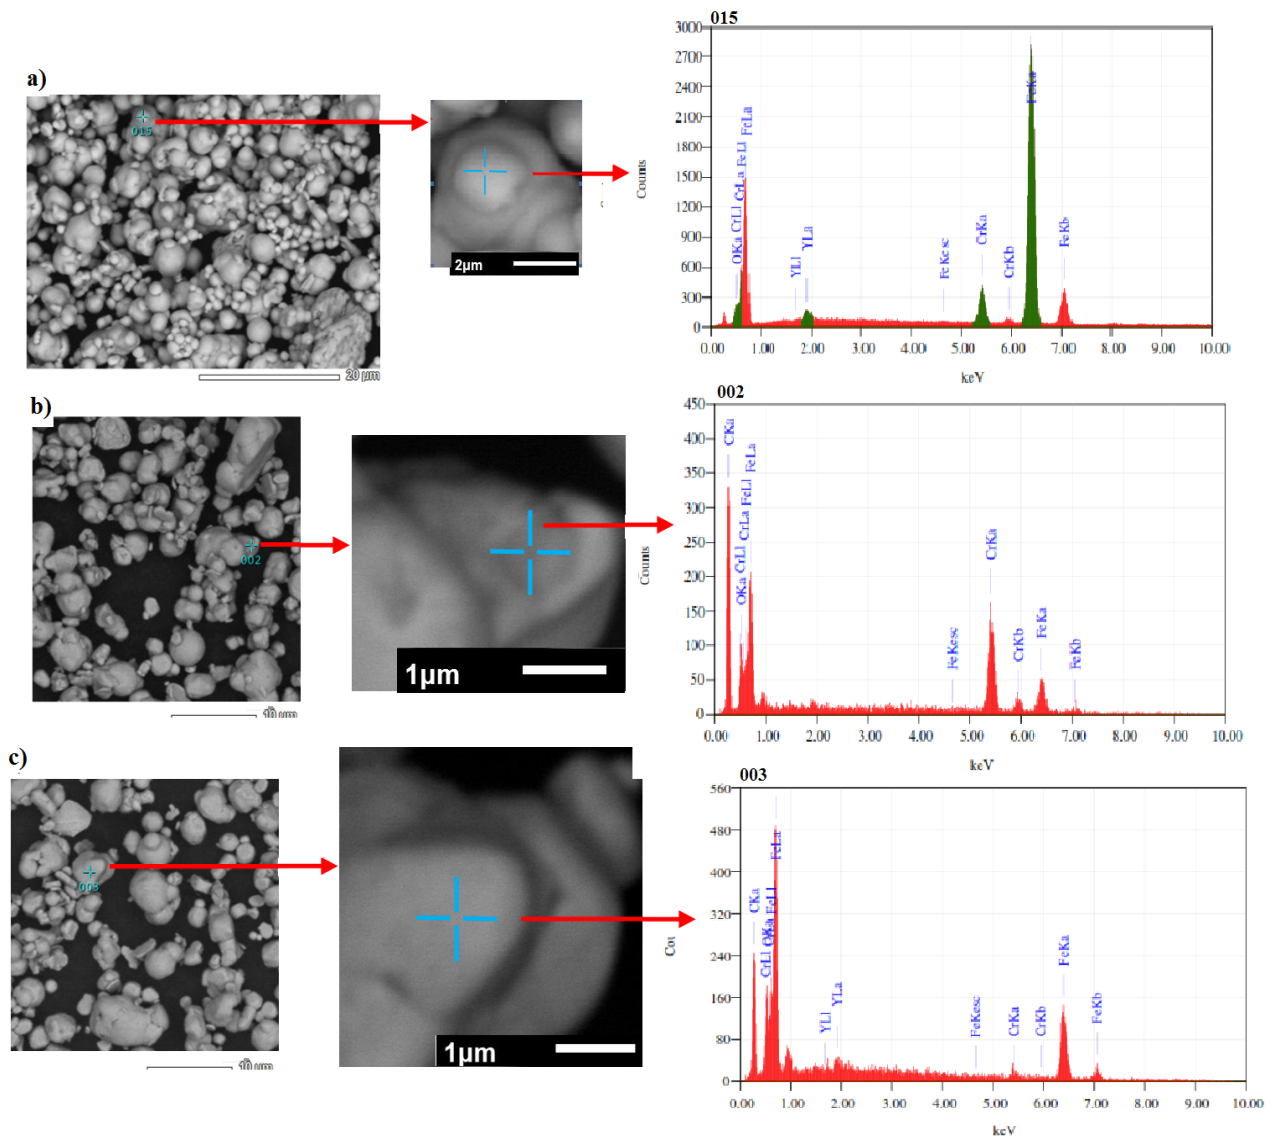 a)
015
20 μm
2μm
015
Counts
3000
2700
2400
2100
1800
1500
1200
900
600
300
0
OKa
CrLl
CrLa
FeLl
FeLa
YLl
YLa
FeKesc
CrKa
CrKb
FeKa
FeKb
0.00 1.00 2.00 3.00 4.00 5.00 6.00 7.00 8.00 9.00 10.00
keV
b)
002
10 μm
1μm
002
Counts
450
400
350
300
250
200
150
100
50
0
CKa
OKa
CrLl
CrLa
FeLl
FeLa
FeKesc
CrKa
CrKb
FeKa
FeKb
0.00 1.00 2.00 3.00 4.00 5.00 6.00 7.00 8.00 9.00 10.00
keV
c)
003
10 μm
1μm
003
560
480
400
320
240
160
80
0
CKa
CrLl
OKa
CrLa
FeLl
FeLa
YLl
YLa
FeKesc
CrKa
CrKb
FeKa
FeKb
0.00 1.00 2.00 3.00 4.00 5.00 6.00 7.00 8.00 9.00 10.00
keV